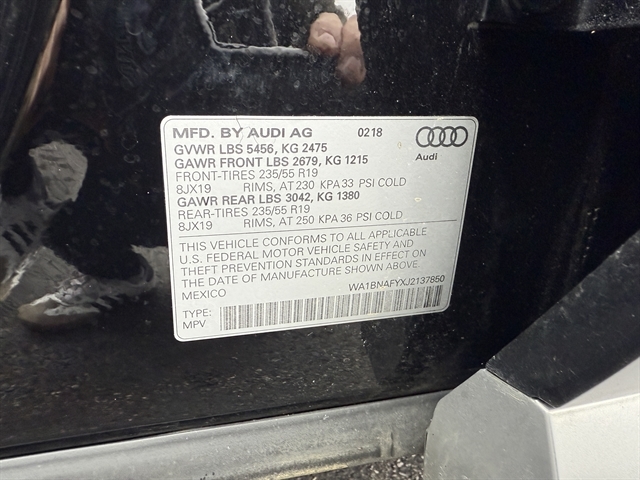 MFD. BY AUDI AG 0218
GVWR LBS 5456, KG 2475
GAWR FRONT LBS 2679, KG 1215
Audi
FRONT-TIRES 235/55 R19
8JX19 RIMS, AT 230 KPA 33 PSI COLD
GAWR REAR LBS 3042, KG 1380
REAR-TIRES 235/55 R19
8JX19 RIMS, AT 250 KPA 36 PSI COLD
THIS VEHICLE CONFORMS TO ALL APPLICABLE
U.S. FEDERAL MOTOR VEHICLE SAFETY AND
THEFT PREVENTION STANDARDS IN EFFECT ON
THE DATE OF MANUFACTURE SHOWN ABOVE.
MEXICO WA1BNAFYXJ2137850
TYPE:
MPV